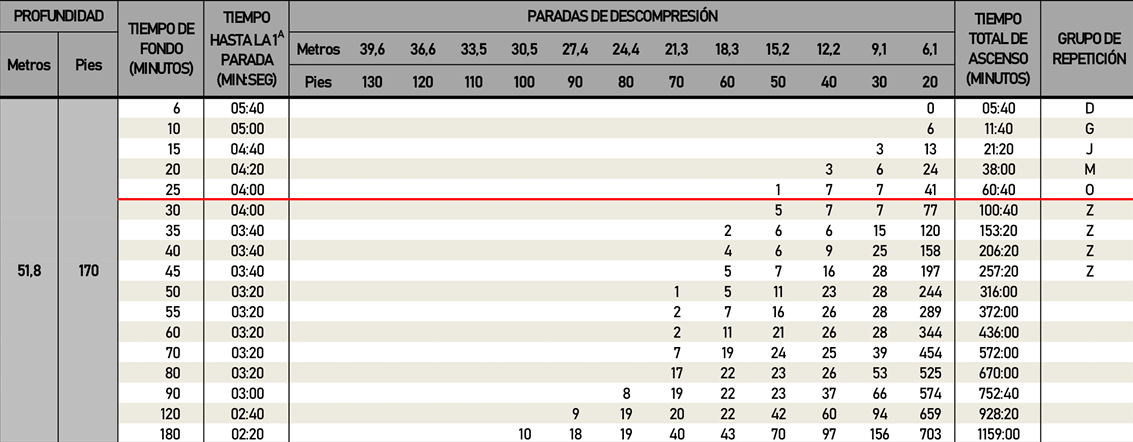 PROFUNDIDAD TIEMPO DE FONDO (MINUTOS) TIEMPO HASTA LA 1ᴬ PARADA (MIN:SEG) PARADAS DE DESCOMPRESIÓN TIEMPO TOTAL DE ASCENSO (MINUTOS) GRUPO DE REPETICIÓN
Metros Pies Metros 39,6 36,6 33,5 30,5 27,4 24,4 21,3 18,3 15,2 12,2 9,1 6,1
Pies 130 120 110 100 90 80 70 60 50 40 30 20
51,8 170
6 05:40 0 05:40 D
10 05:00 6 11:40 G
15 04:40 3 13 21:20 J
20 04:20 3 6 24 38:00 M
25 04:00 1 7 7 41 60:40 O
30 04:00 5 7 7 77 100:40 Z
35 03:40 2 6 6 15 120 153:20 Z
40 03:40 4 6 9 25 158 206:20 Z
45 03:40 5 7 16 28 197 257:20 Z
50 03:20 1 5 11 23 28 244 316:00
55 03:20 2 7 16 26 28 289 372:00
60 03:20 2 11 21 26 28 344 436:00
70 03:20 7 19 24 25 39 454 572:00
80 03:20 17 22 23 26 53 525 670:00
90 03:00 8 19 22 23 37 66 574 752:40
120 02:40 9 19 20 22 42 60 94 659 928:20
180 02:20 10 18 19 40 43 70 97 156 703 1159:00